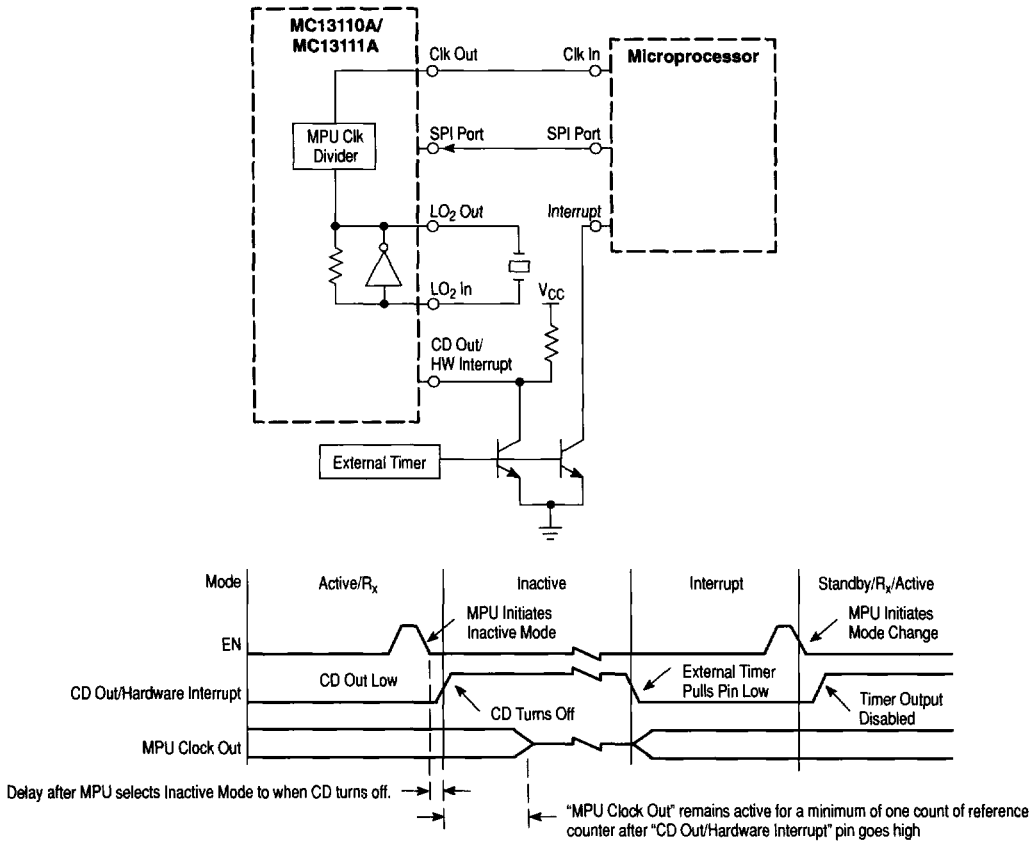 MC13110A/
MC13111A
Clk Out
Clk In
Microprocessor
MPU Clk
Divider
SPI Port
SPI Port
LO2 Out
Interrupt
LO2 In
VCC
CD Out/
HW Interrupt
External Timer
Mode
Active/Rx
Inactive
Interrupt
Standby/Rx/Active
EN
MPU Initiates
Inactive Mode
MPU Initiates
Mode Change
CD Out/Hardware Interrupt
CD Out Low
CD Turns Off
External Timer
Pulls Pin Low
Timer Output
Disabled
MPU Clock Out
Delay after MPU selects Inactive Mode to when CD turns off.
"MPU Clock Out" remains active for a minimum of one count of reference
counter after "CD Out/Hardware Interrupt" pin goes high